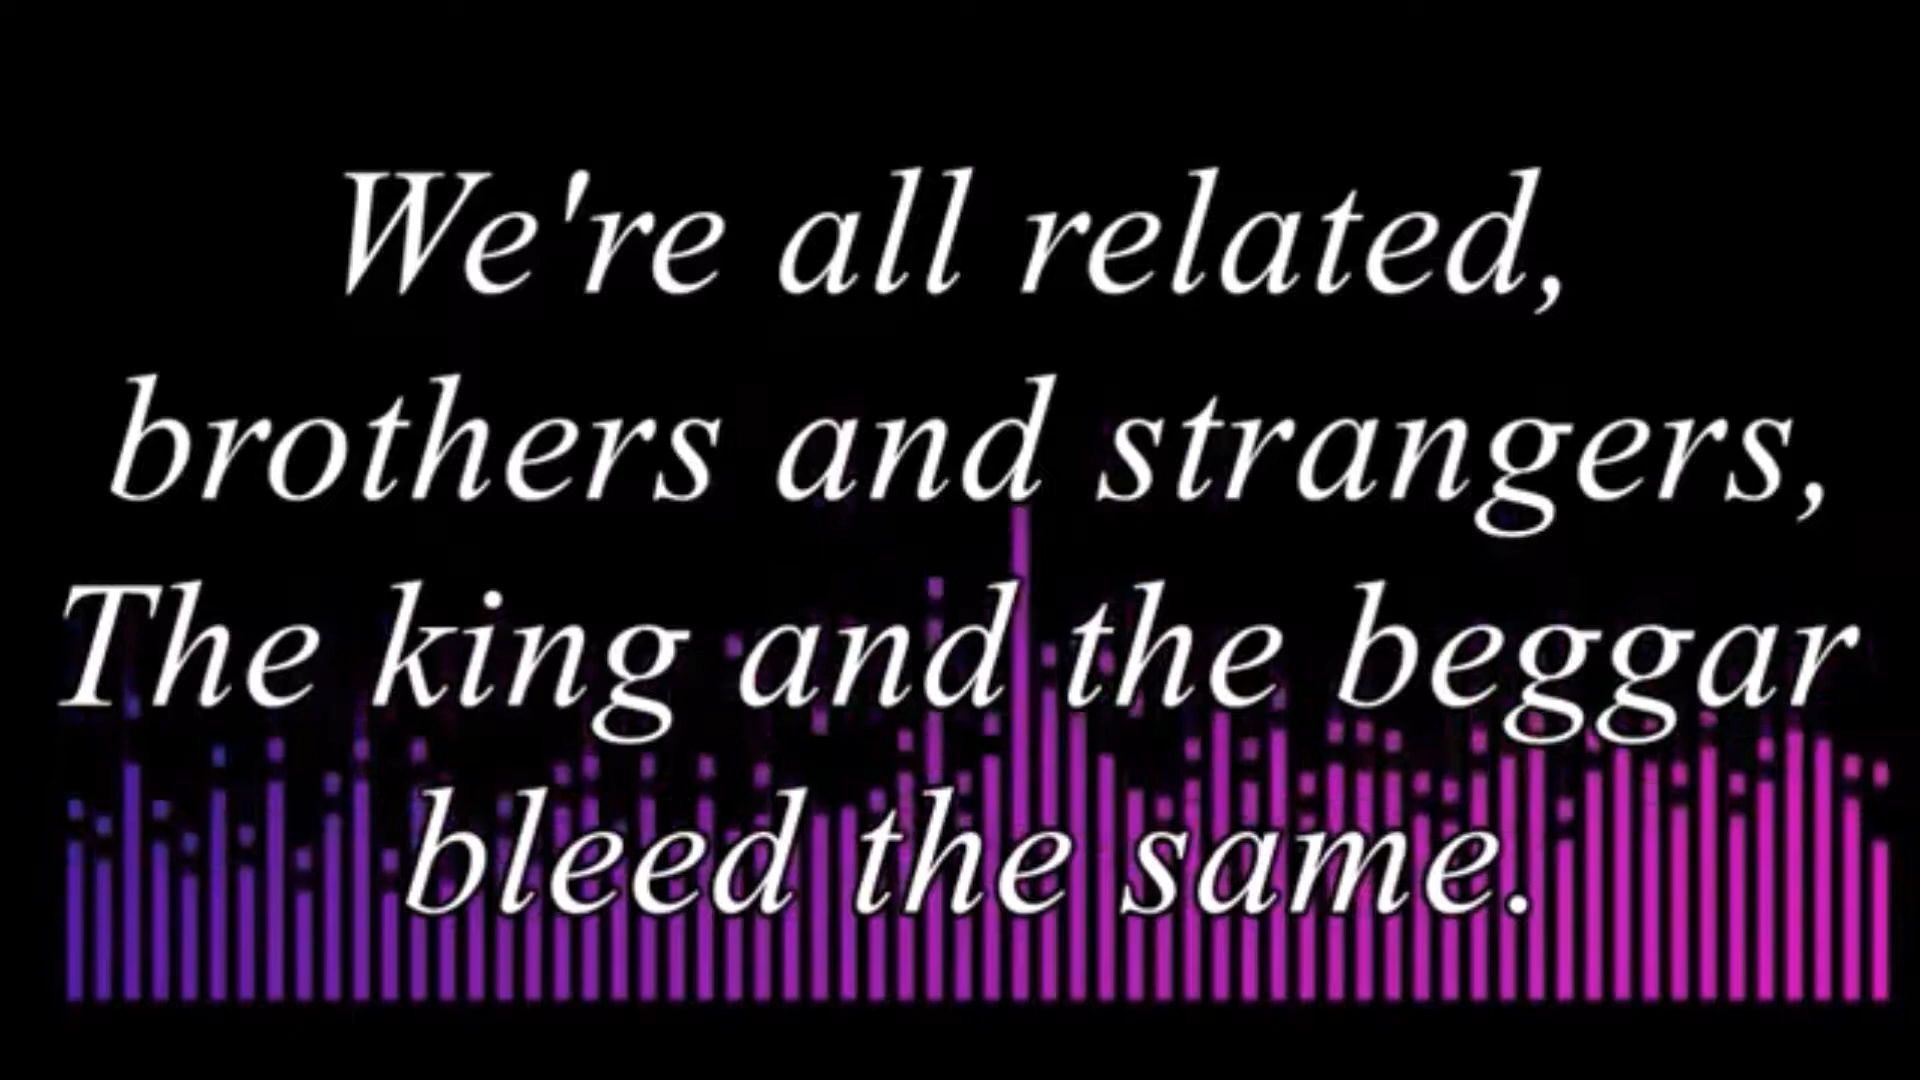 We're all related,
brothers and strangers,
The king and the beggar
bleed the same.